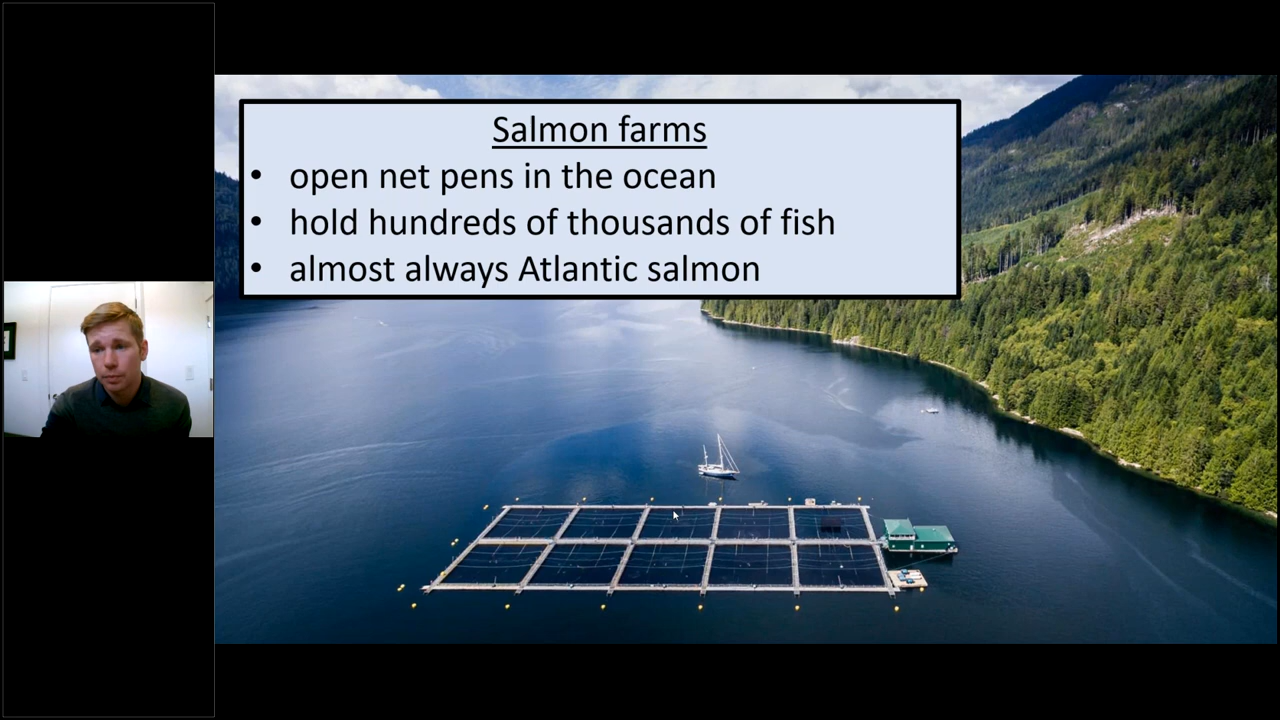 Salmon farms
• open net pens in the ocean
• hold hundreds of thousands of fish
• almost always Atlantic salmon